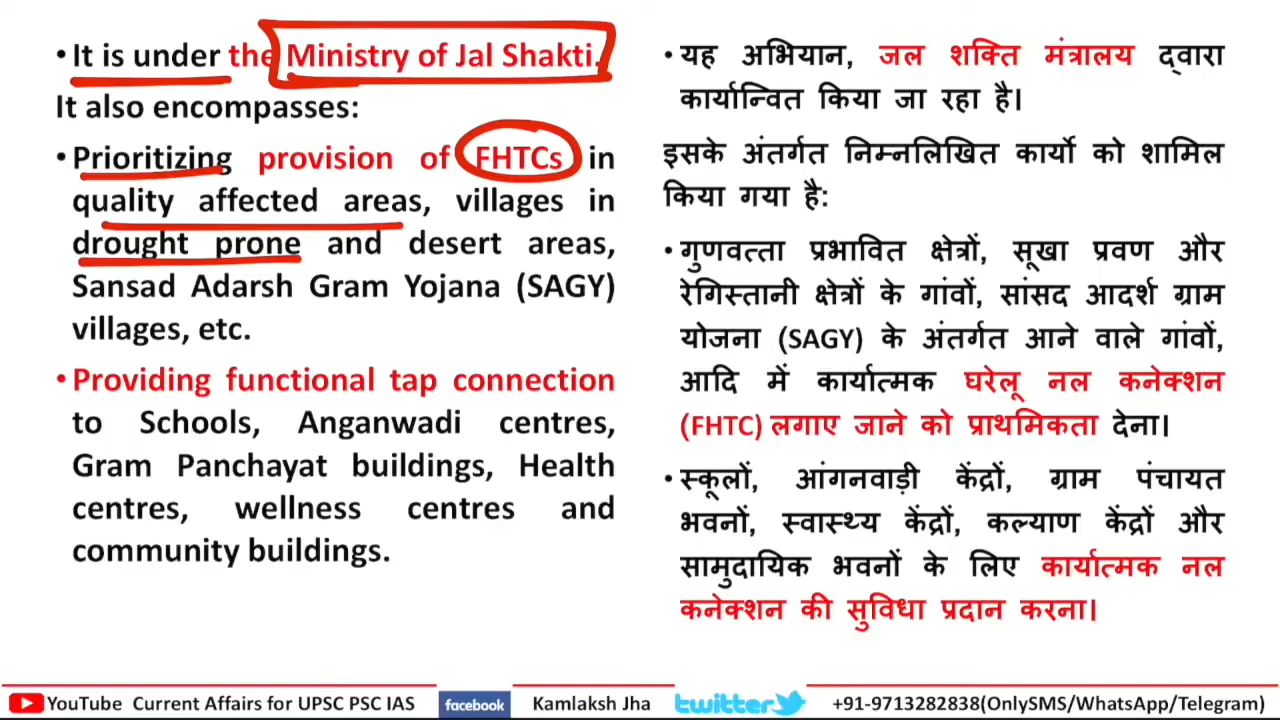 • It is under the Ministry of Jal Shakti.
It also encompasses:
• Prioritizing provision of FHTCs in
quality affected areas, villages in
drought prone and desert areas,
Sansad Adarsh Gram Yojana (SAGY)
villages, etc.
• Providing functional tap connection
to Schools, Anganwadi centres,
Gram Panchayat buildings, Health
centres, wellness centres and
community buildings.
• यह अभियान, जल शक्ति मंत्रालय द्वारा
कार्यान्वित किया जा रहा है।
इसके अंतर्गत निम्नलिखित कार्यो को शामिल
किया गया है:
• गुणवत्ता प्रभावित क्षेत्रों, सूखा प्रवण और
रेगिस्तानी क्षेत्रों के गांवों, सांसद आदर्श ग्राम
योजना (SAGY) के अंतर्गत आने वाले गांवों,
आदि में कार्यात्मक घरेलू नल कनेक्शन
(FHTC) लगाए जाने को प्राथमिकता देना।
• स्कूलों, आंगनवाड़ी केंद्रों, ग्राम पंचायत
भवनों, स्वास्थ्य केंद्रों, कल्याण केंद्रों और
सामुदायिक भवनों के लिए कार्यात्मक नल
कनेक्शन की सुविधा प्रदान करना।
YouTube Current Affairs for UPSC PSC IAS facebook Kamlaksh Jha twitter +91-9713282838(OnlySMS/WhatsApp/Telegram)